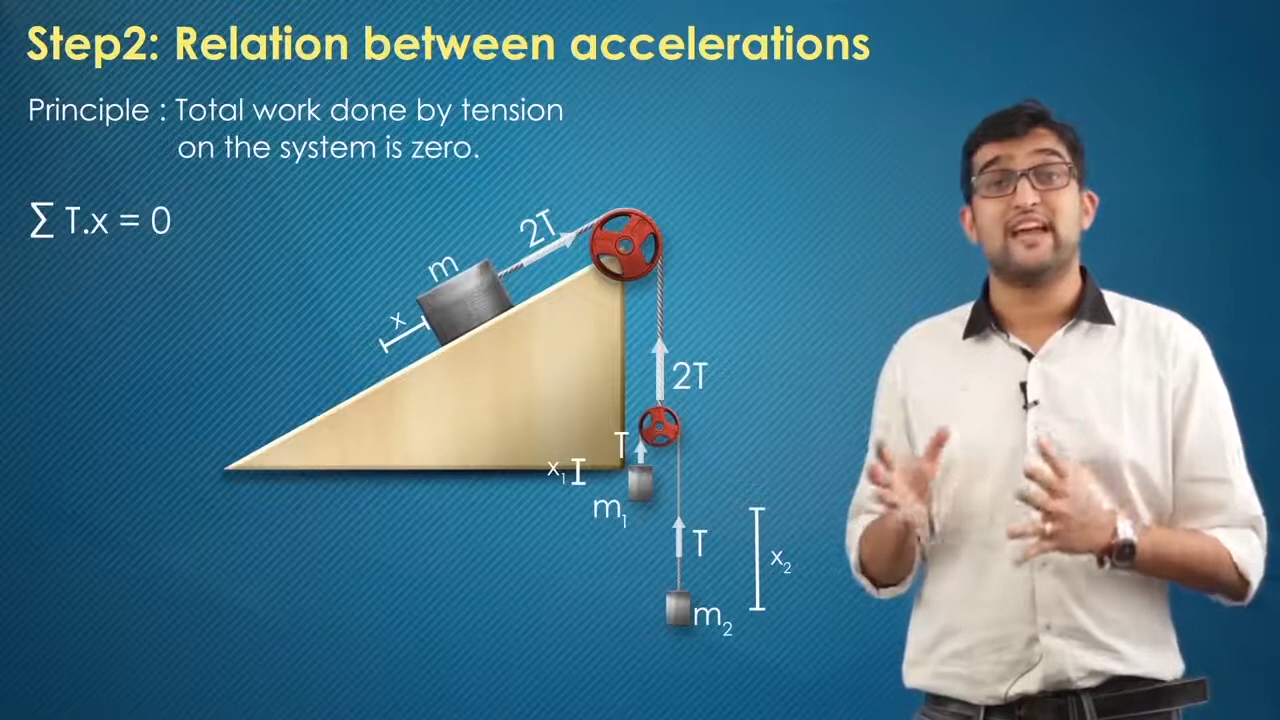 Step2: Relation between accelerations
Principle : Total work done by tension
on the system is zero.
∑ T.x = 0
2T
m
x
2T
T
x₁
m₁
T
x₂
m₂